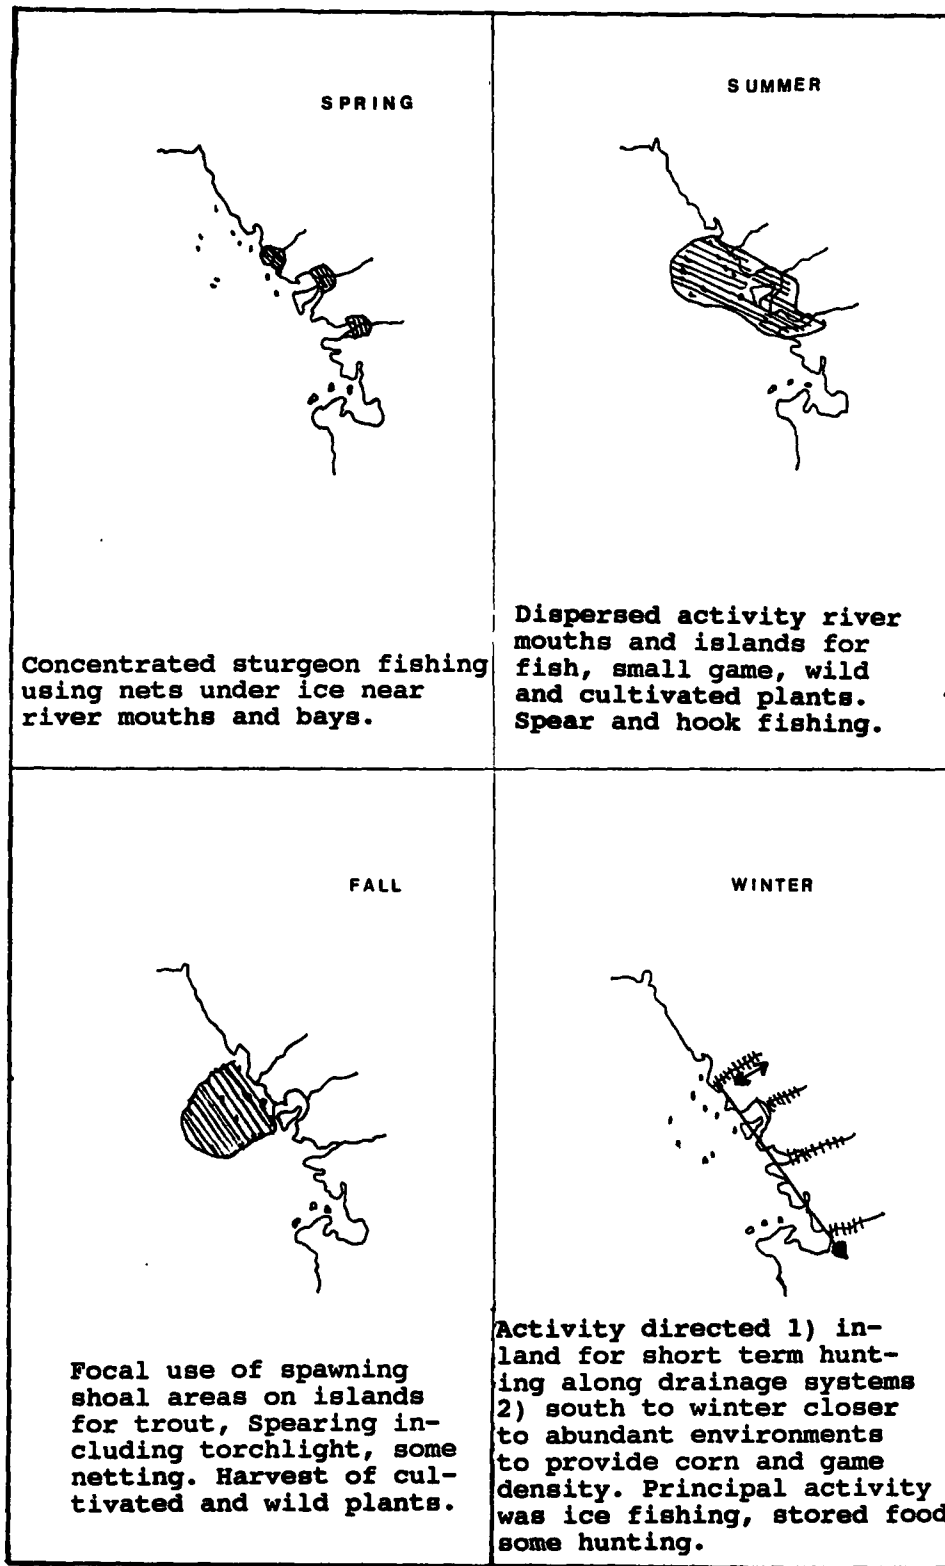 SPRING
Concentrated sturgeon fishing
using nets under ice near
river mouths and bays.
SUMMER
Dispersed activity river
mouths and islands for
fish, small game, wild
and cultivated plants.
Spear and hook fishing.
FALL
Focal use of spawning
shoal areas on islands
for trout, Spearing in-
cluding torchlight, some
netting. Harvest of cul-
tivated and wild plants.
WINTER
Activity directed 1) in-
land for short term hunt-
ing along drainage systems
2) south to winter closer
to abundant environments
to provide corn and game
density. Principal activity
was ice fishing, stored food
some hunting.